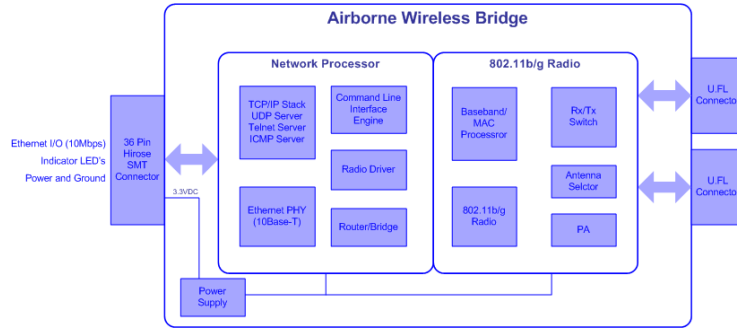 Airborne Wireless Bridge
Network Processor
802.11b/g Radio
TCP/IP Stack
UDP Server
Telnet Server
ICMP Server
Command Line
Interface
Engine
Radio Driver
Ethernet PHY
(10Base-T)
Router/Bridge
Baseband/
MAC
Processror
Rx/Tx
Switch
Antenna
Selctor
802.11b/g
Radio
PA
U.FL
Connector
U.FL
Connector
Ethernet I/O (10Mbps)
Indicator LED's
Power and Ground
36 Pin
Hirose
SMT
Connector
3.3VDC
Power
Supply